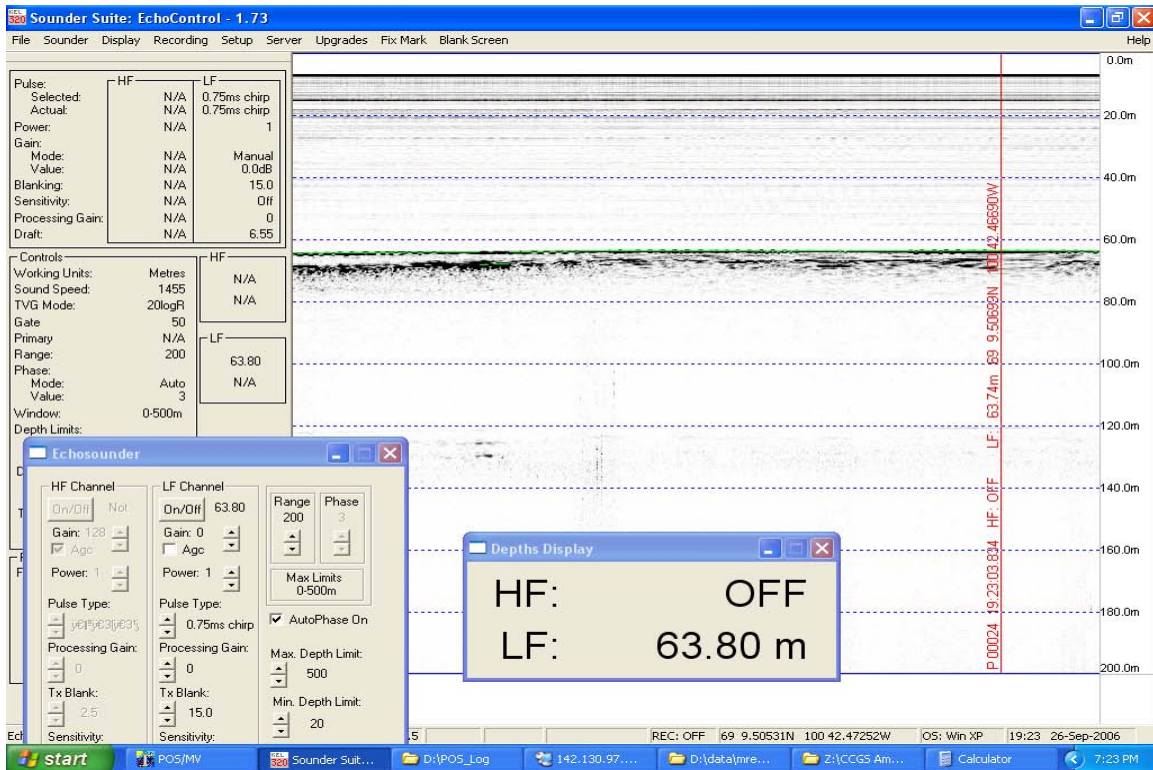 KEL 320 Sounder Suite: EchoControl - 1.73
File Sounder Display Recording Setup Server Upgrades Fix Mark Blank Screen Help
HF LF
Pulse:
Selected: N/A 0.75ms chirp
Actual: N/A 0.75ms chirp
Power: N/A 1
Gain:
Mode: N/A Manual
Value: N/A 0.0dB
Blanking: N/A 15.0
Sensitivity: N/A Off
Processing Gain: N/A 0
Draft: N/A 6.55
Controls
Working Units: Metres
Sound Speed: 1455
TVG Mode: 20logR
Gate 50
Primary N/A
Range: 200
Phase:
Mode: Auto
Value: 3
Window: 0-500m
Depth Limits:
HF
N/A
N/A
LF
63.80
N/A
0.0m
20.0m
40.0m
60.0m
80.0m
100.0m
120.0m
140.0m
160.0m
180.0m
200.0m
P 00024 19:23:03.834 HF: OFF LF: 63.74m 69 9.50693N 100 42.46690W
Echosounder
HF Channel
On/Off Not
Gain: 128
Agc
Power: 1
Pulse Type:
Processing Gain:
0
Tx Blank:
2.5
Sensitivity:
LF Channel
On/Off 63.80
Gain: 0
Agc
Power: 1
Pulse Type:
0.75ms chirp
Processing Gain:
0
Tx Blank:
15.0
Sensitivity:
Range Phase
200 3
Max Limits
0-500m
AutoPhase On
Max. Depth Limit:
500
Min. Depth Limit:
20
Depths Display
HF: OFF
LF: 63.80 m
REC: OFF 69 9.50531N 100 42.47252W OS: Win XP 19:23 26-Sep-2006
start POS/MV KEL 320 Sounder Suit... D:\POS_Log 142.130.97.... D:\data\mre... Z:\CCGS Am... Calculator 7:23 PM